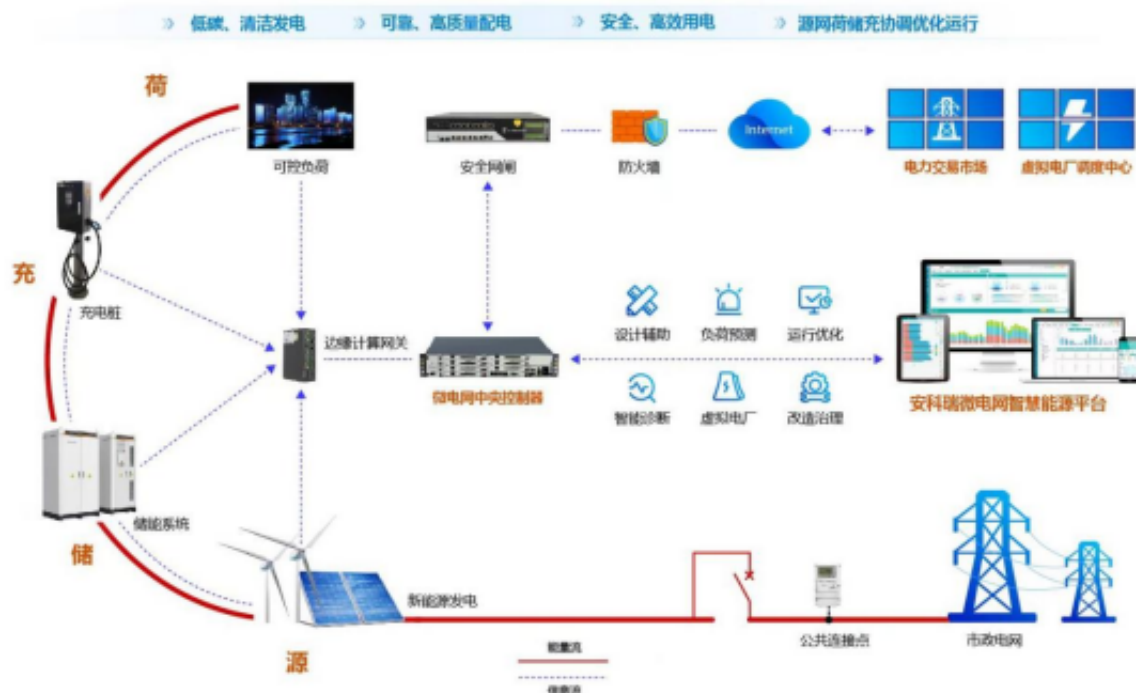 低碳、清洁发电
可靠、高质量配电
安全、高效用电
源网荷储充协调优化运行
荷
可控负荷
安全网闸
防火墙
Internet
电力交易市场
虚拟电厂调度中心
充
充电桩
边缘计算网关
微电网中央控制器
设计辅助
负荷预测
运行优化
智能诊断
虚拟电厂
改造治理
安科瑞微电网智慧能源平台
储能系统
储
新能源发电
源
公共连接点
市政电网
能量流
信息流